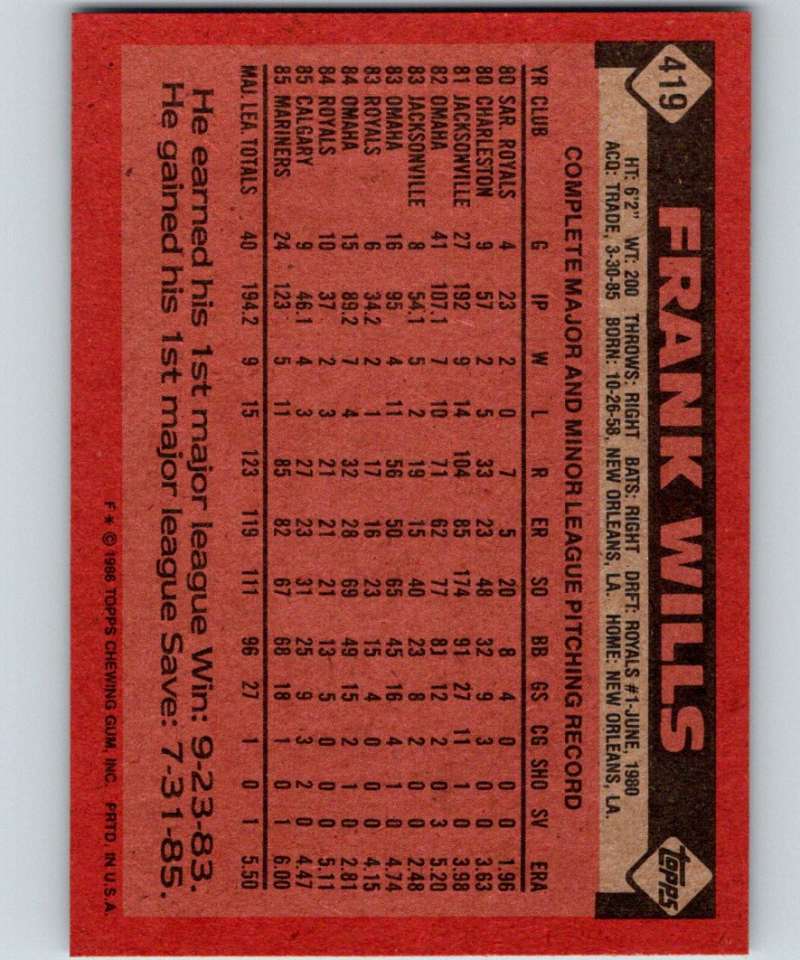 419
FRANK WILLS
Topps
HT: 6'2" WT: 200 THROWS: RIGHT BATS: RIGHT DRFT: ROYALS #1-JUNE, 1980
ACQ: TRADE, 3-30-85 BORN: 10-26-58, NEW ORLEANS, LA. HOME: NEW ORLEANS, LA.
COMPLETE MAJOR AND MINOR LEAGUE PITCHING RECORD
YR CLUB G IP W L R ER SO BB GS CG SHO SV ERA
80 SAR. ROYALS 4 23 2 0 7 5 20 8 4 0 0 0 1.96
80 CHARLESTON 9 57 2 5 33 23 48 32 9 3 0 0 3.63
81 JACKSONVILLE 27 192 9 14 104 85 174 91 27 11 1 0 3.98
82 OMAHA 41 107.1 7 10 71 62 77 81 12 2 0 3 5.20
83 JACKSONVILLE 8 54.1 5 2 19 15 40 23 8 2 0 0 2.48
83 OMAHA 16 95 4 11 56 50 65 45 16 4 1 0 4.74
83 ROYALS 6 34.2 2 1 17 16 23 15 4 0 0 0 4.15
84 OMAHA 15 89.2 7 4 32 28 69 49 15 2 1 0 2.81
84 ROYALS 10 37 2 3 21 21 21 13 5 0 0 0 5.11
85 CALGARY 9 46.1 4 3 27 23 31 25 9 3 2 0 4.47
85 MARINERS 24 123 5 11 85 82 67 68 18 1 0 1 6.00
MAJ LEA TOTALS 40 194.2 9 15 123 119 111 96 27 1 0 1 5.50
He earned his 1st major league Win: 9-23-83.
He gained his 1st major league Save: 7-31-85.
F* © 1986 TOPPS CHEWING GUM, INC. PRTD. IN U.S.A.